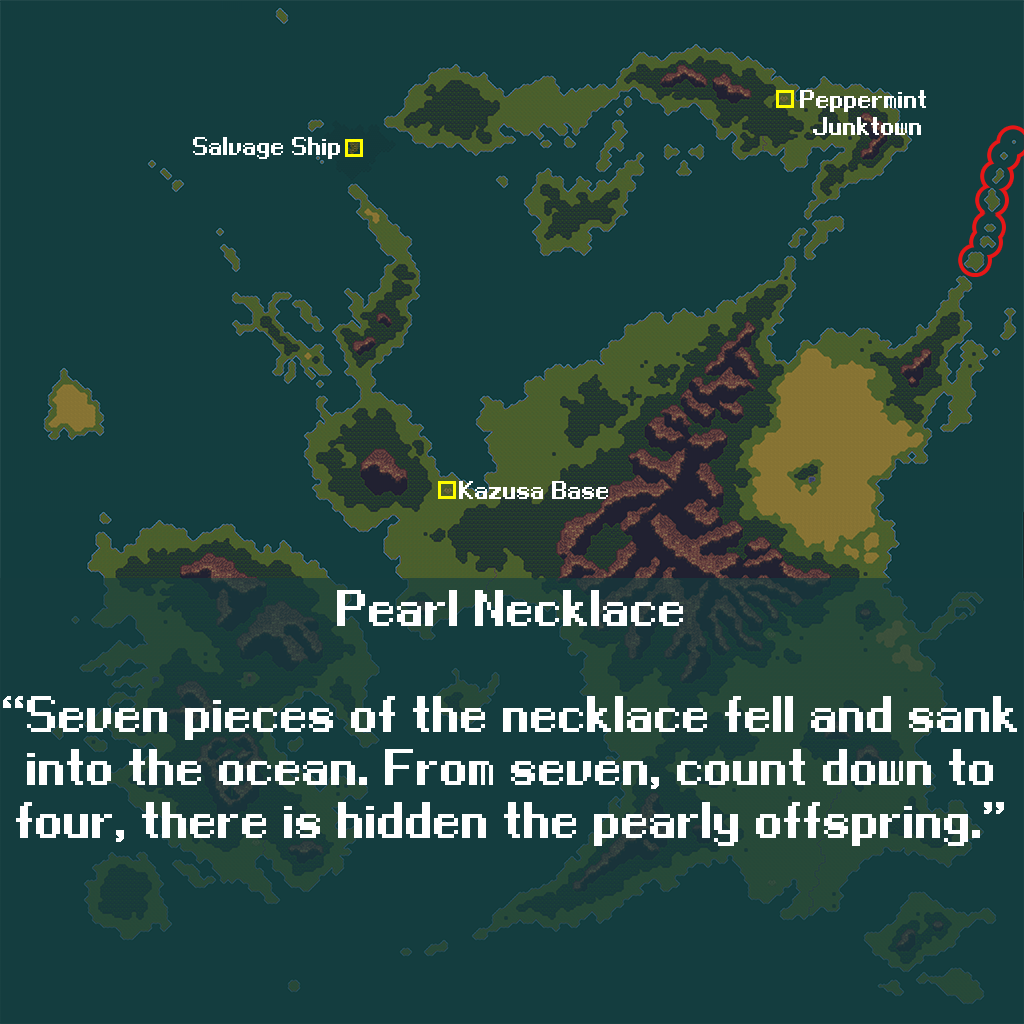 Peppermint
Junktown
Salvage Ship
Kazusa Base
Pearl Necklace
“Seven pieces of the necklace fell and sank
into the ocean. From seven, count down to
four, there is hidden the pearly offspring.”